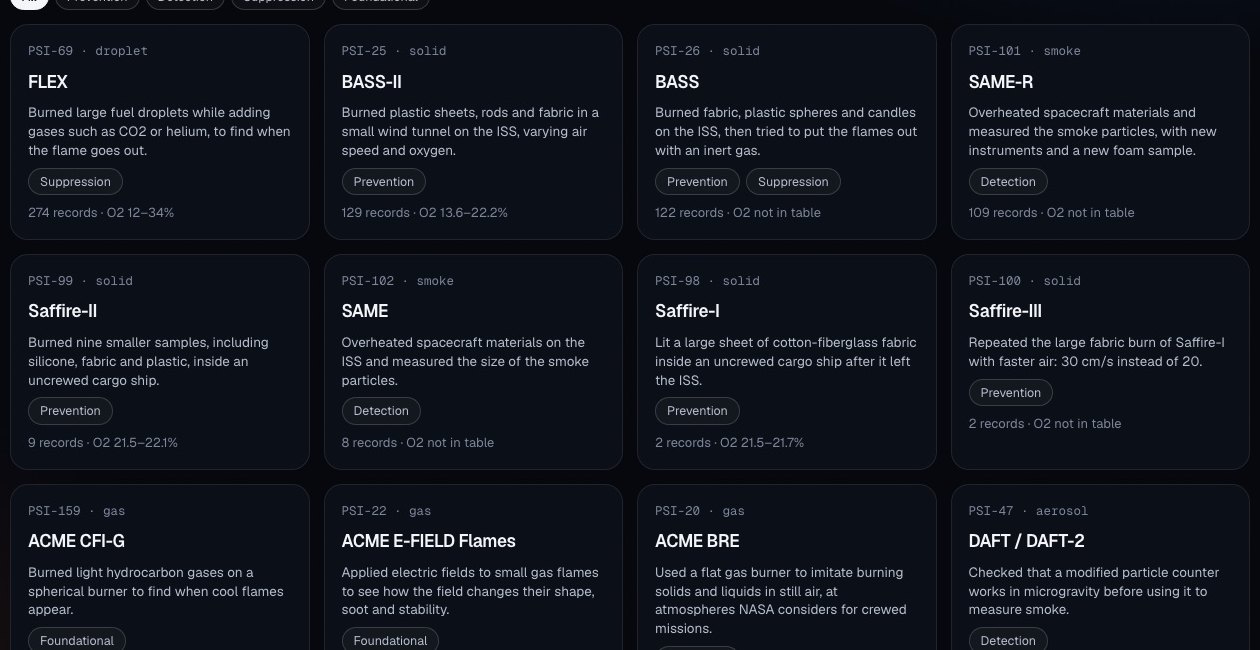 All Prevention Detection Suppression Foundational
PSI-69 · droplet
FLEX
Burned large fuel droplets while adding
gases such as CO2 or helium, to find when
the flame goes out.
Suppression
274 records · O2 12–34%
PSI-25 · solid
BASS-II
Burned plastic sheets, rods and fabric in a
small wind tunnel on the ISS, varying air
speed and oxygen.
Prevention
129 records · O2 13.6–22.2%
PSI-26 · solid
BASS
Burned fabric, plastic spheres and candles
on the ISS, then tried to put the flames out
with an inert gas.
Prevention Suppression
122 records · O2 not in table
PSI-101 · smoke
SAME-R
Overheated spacecraft materials and
measured the smoke particles, with new
instruments and a new foam sample.
Detection
109 records · O2 not in table
PSI-99 · solid
Saffire-II
Burned nine smaller samples, including
silicone, fabric and plastic, inside an
uncrewed cargo ship.
Prevention
9 records · O2 21.5–22.1%
PSI-102 · smoke
SAME
Overheated spacecraft materials on the
ISS and measured the size of the smoke
particles.
Detection
8 records · O2 not in table
PSI-98 · solid
Saffire-I
Lit a large sheet of cotton-fiberglass fabric
inside an uncrewed cargo ship after it left
the ISS.
Prevention
2 records · O2 21.5–21.7%
PSI-100 · solid
Saffire-III
Repeated the large fabric burn of Saffire-I
with faster air: 30 cm/s instead of 20.
Prevention
2 records · O2 not in table
PSI-159 · gas
ACME CFI-G
Burned light hydrocarbon gases on a
spherical burner to find when cool flames
appear.
Foundational
PSI-22 · gas
ACME E-FIELD Flames
Applied electric fields to small gas flames
to see how the field changes their shape,
soot and stability.
Foundational
PSI-20 · gas
ACME BRE
Used a flat gas burner to imitate burning
solids and liquids in still air, at
atmospheres NASA considers for crewed
missions.
PSI-47 · aerosol
DAFT / DAFT-2
Checked that a modified particle counter
works in microgravity before using it to
measure smoke.
Detection